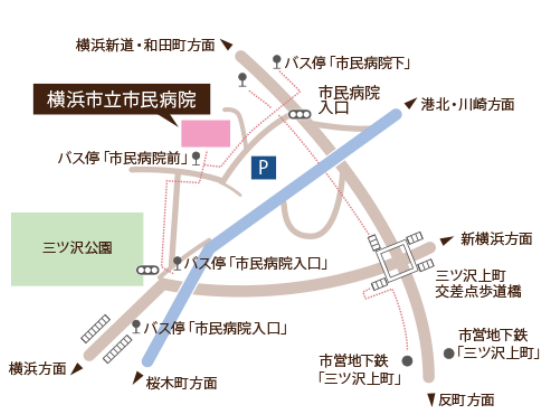 横浜新道・和田町方面
バス停「市民病院下」
横浜市立市民病院
市民病院
入口
港北・川崎方面
バス停「市民病院前」
P
三ツ沢公園
新横浜方面
バス停「市民病院入口」
三ツ沢上町
交差点歩道橋
バス停「市民病院入口」
市営地下鉄
「三ツ沢上町」
市営地下鉄
「三ツ沢上町」
横浜方面
桜木町方面
反町方面